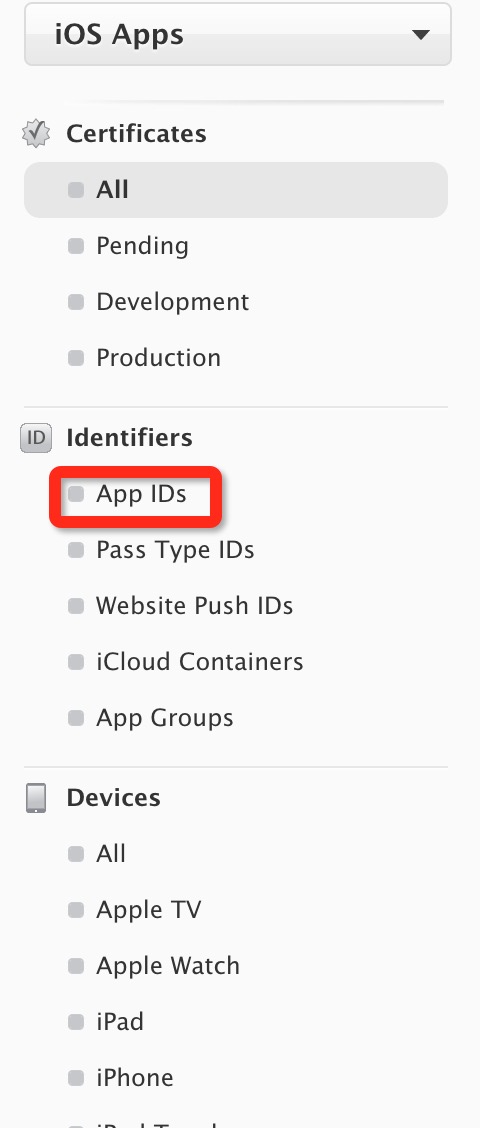 iOS Apps
Certificates
All
Pending
Development
Production
ID Identifiers
App IDs
Pass Type IDs
Website Push IDs
iCloud Containers
App Groups
Devices
All
Apple TV
Apple Watch
iPad
iPhone